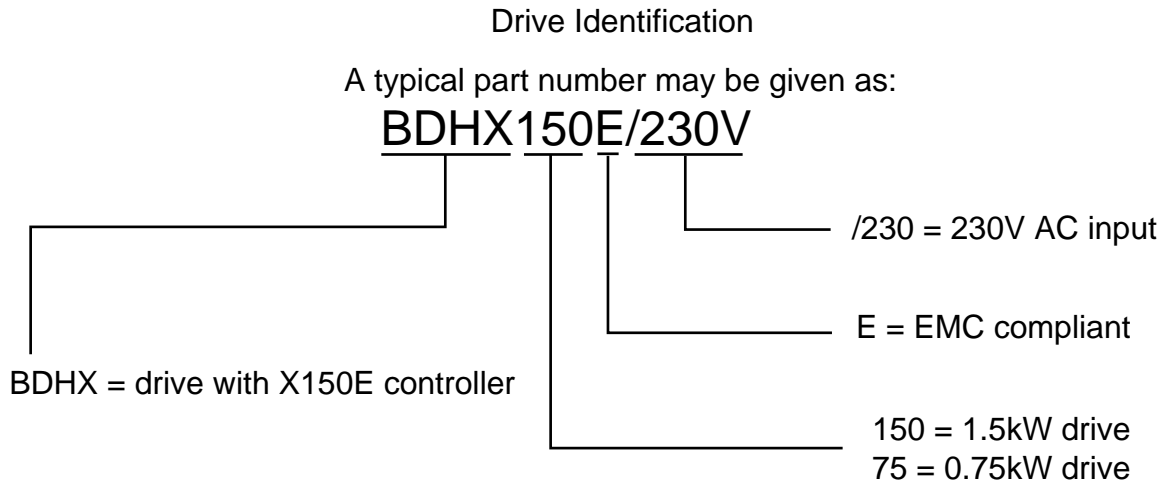 Drive Identification
A typical part number may be given as:
BDHX150E/230V
/230 = 230V AC input
E = EMC compliant
BDHX = drive with X150E controller
150 = 1.5kW drive
75 = 0.75kW drive